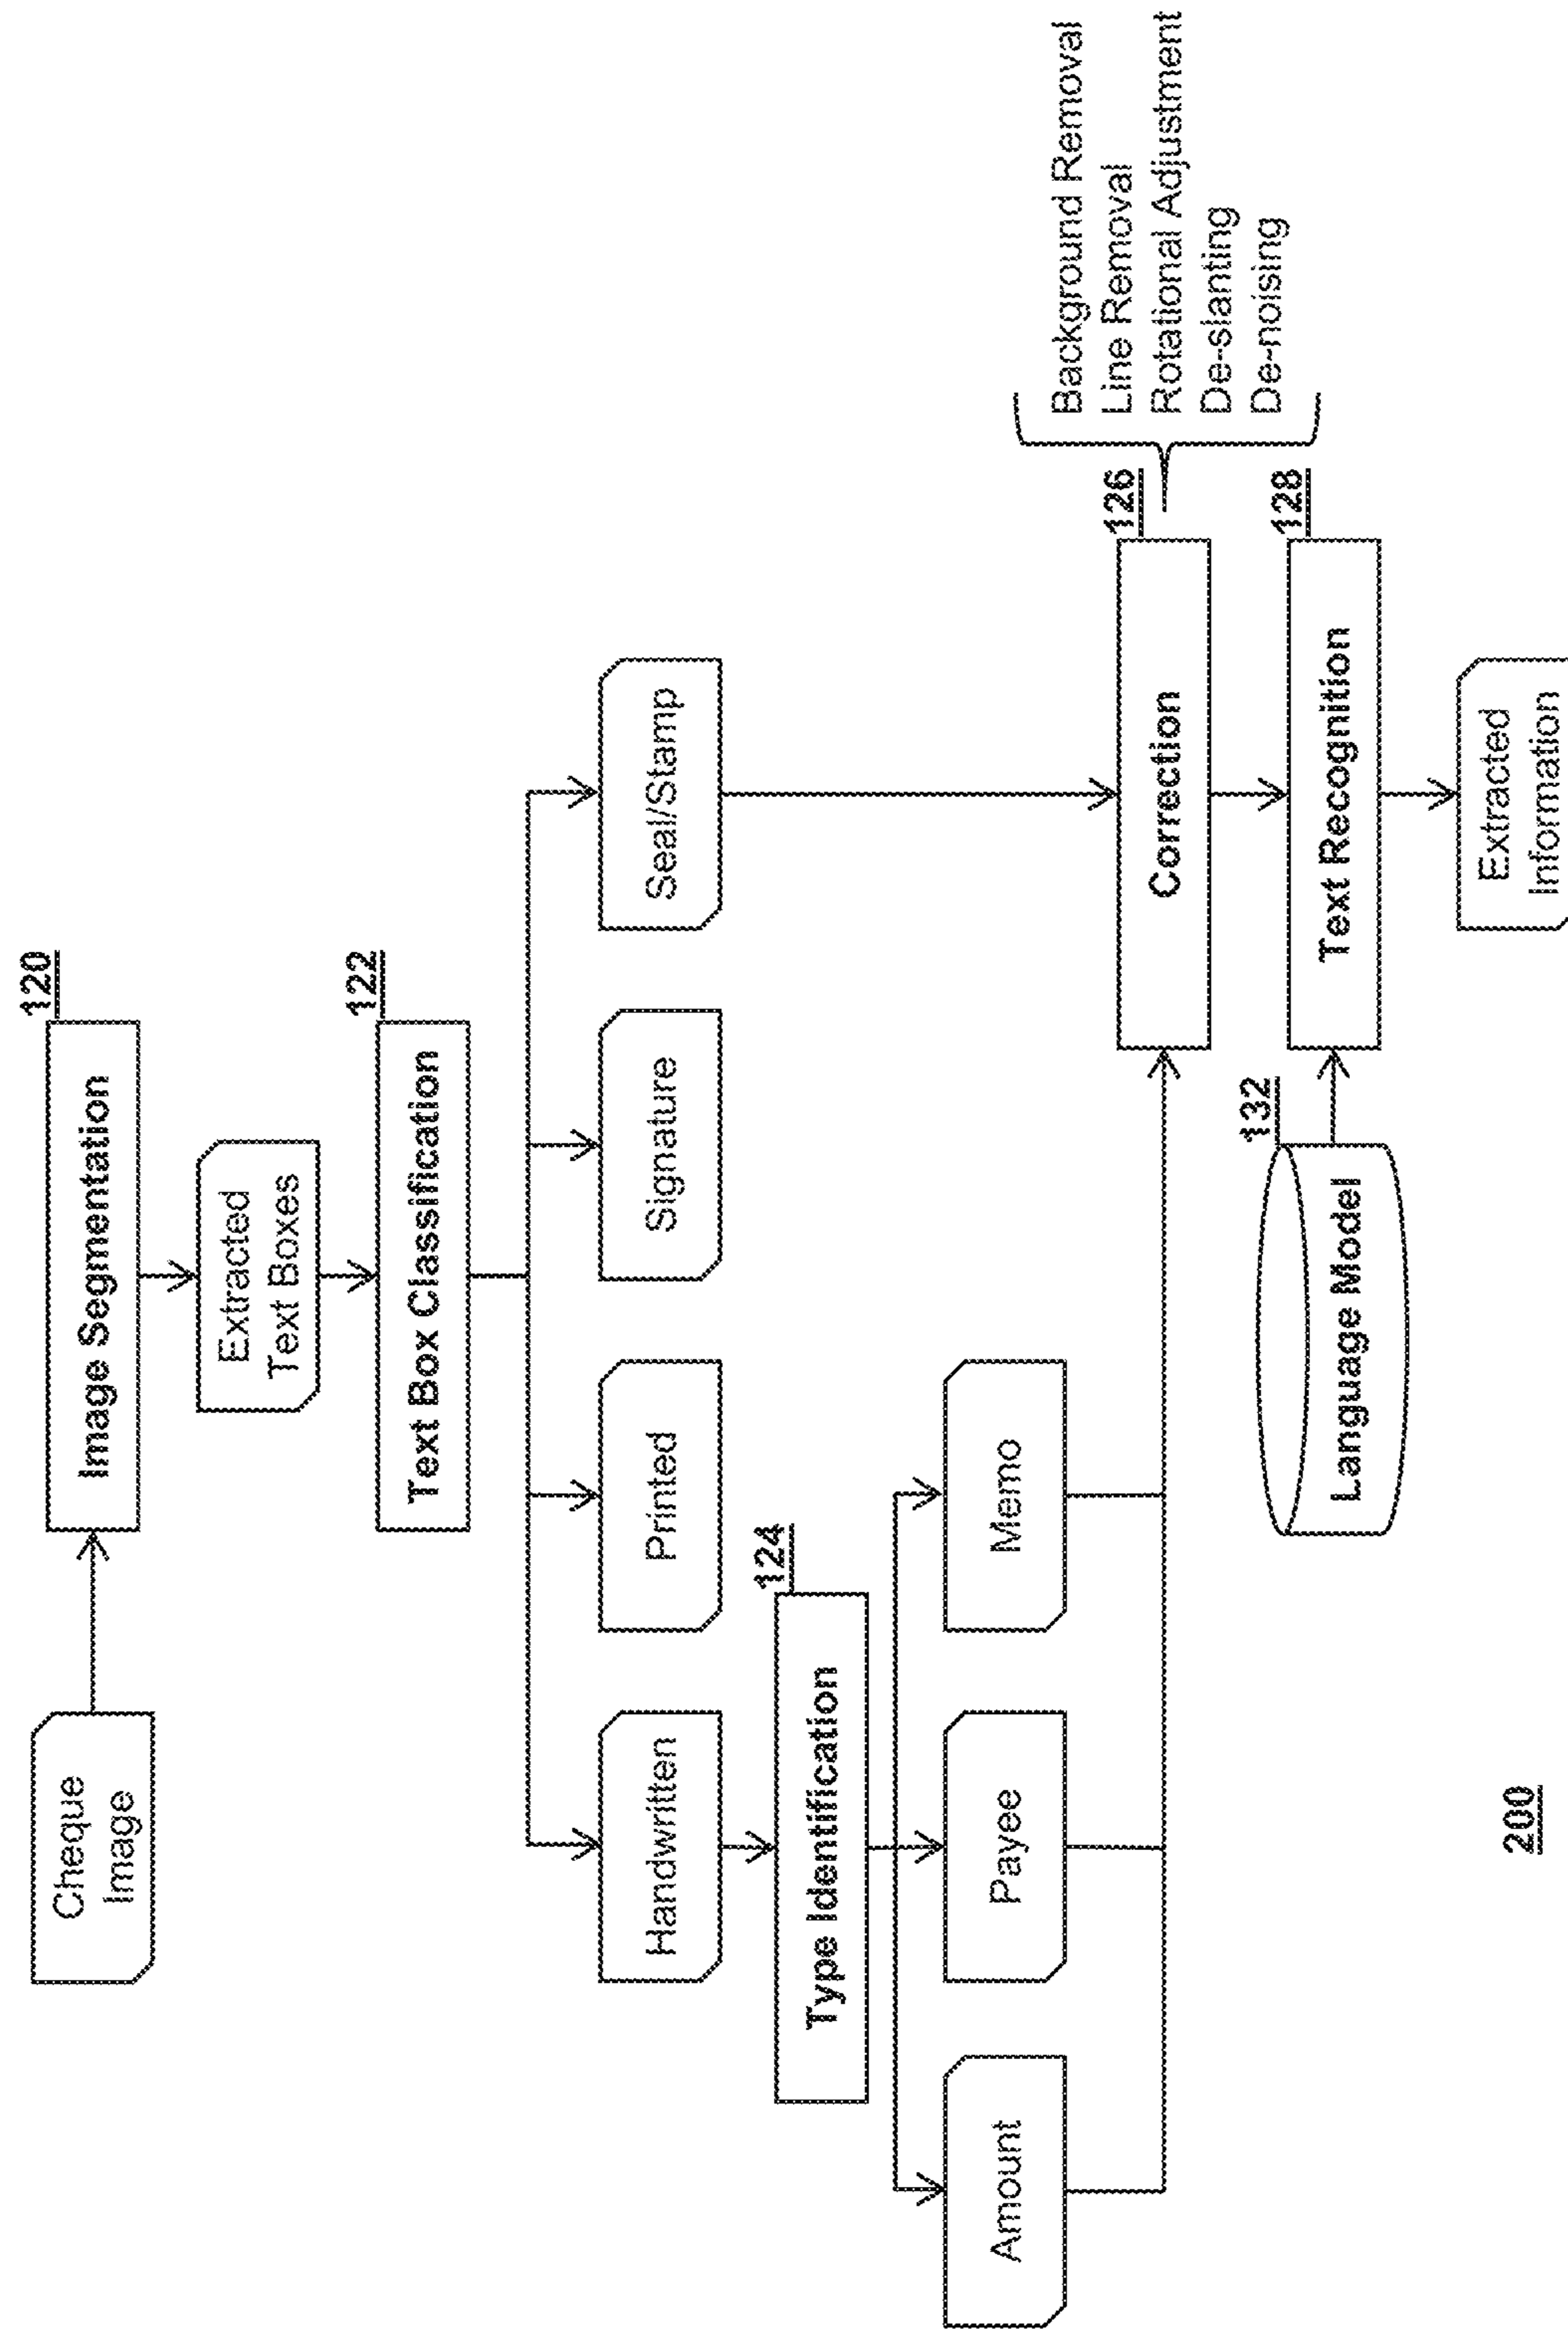 Cheque
Image
120
Image Segmentation
Extracted
Text Boxes
122
Text Box Classification
Handwritten
Printed
Signature
Seal/Stamp
124
Type Identification
Amount
Payee
Memo
126
Correction
Background Removal
Line Removal
Rotational Adjustment
De-slanting
De-noising
132
Language Model
128
Text Recognition
Extracted
Information
200